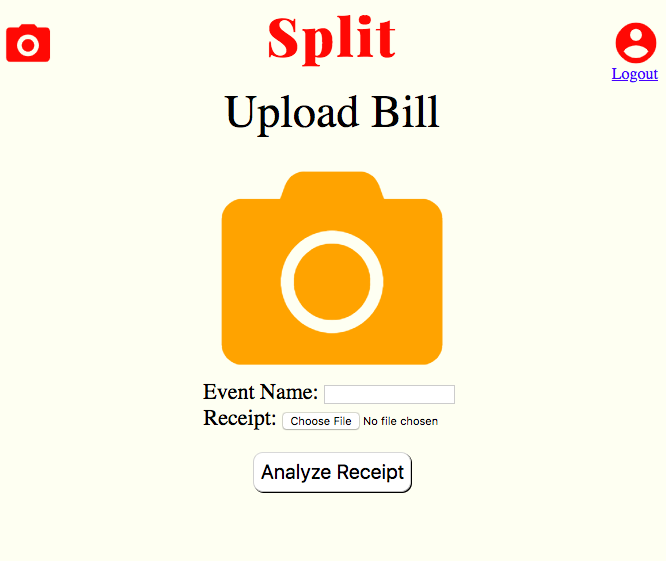 Split
Logout
Upload Bill
Event Name:
Receipt: Choose File No file chosen
Analyze Receipt